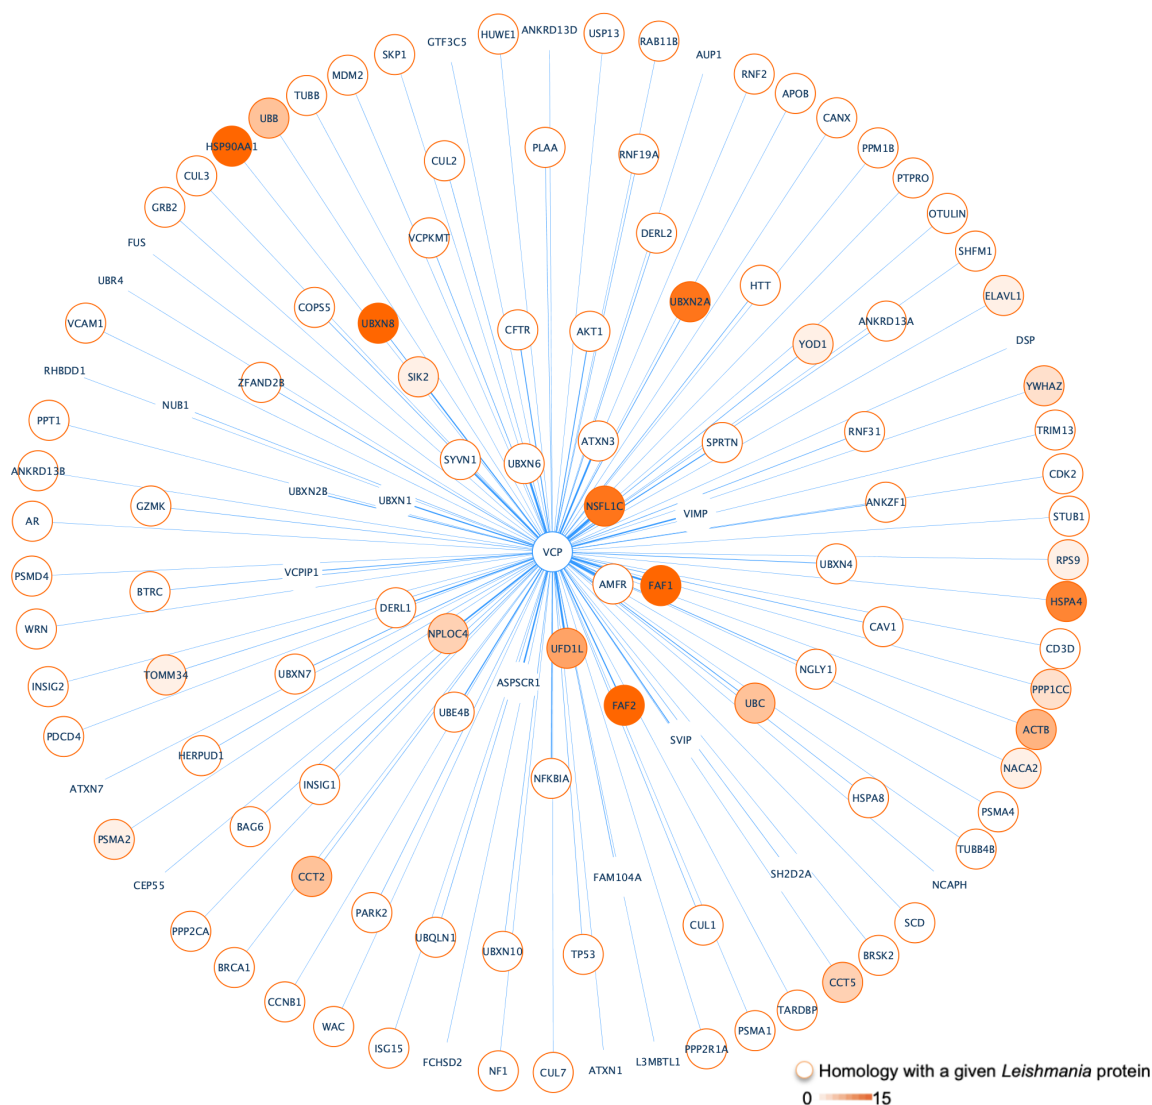 ANKRD13D
USP13
HUWE1
RAB11B
GTF3C5
SKP1
AUP1
RNF2
MDM2
APOB
TUBB
UBB
CANX
HSP90AA1
PLAA
PPM1B
RNF19A
CUL2
CUL3
PTPRO
GRB2
OTULIN
DERL2
VCPKMT
FUS
SHFM1
UBR4
HTT
ELAVL1
UBXN2A
COPS5
VCAM1
UBXN8
CFTR
AKT1
ANKRD13A
DSP
YOD1
RHBDD1
SIK2
ZFAND2B
YWHAZ
NUB1
PPT1
TRIM13
RNF31
ATXN3
SPRTN
SYVN1
UBXN6
ANKRD13B
CDK2
UBXN2B
UBXN1
GZMK
NSFL1C
ANKZF1
VIMP
STUB1
AR
VCP
RPS9
UBXN4
VCPIP1
PSMD4
AMFR
FAF1
BTRC
HSPA4
DERL1
CAV1
WRN
NPLOC4
UFD1L
CD3D
NGLY1
TOMM34
UBXN7
ASPSCR1
INSIG2
PPP1CC
UBC
FAF2
UBE4B
ACTB
PDCD4
SVIP
HERPUD1
NACA2
NFKBIA
INSIG1
ATXN7
HSPA8
PSMA4
BAG6
PSMA2
TUBB4B
SH2D2A
FAM104A
CCT2
CEP55
NCAPH
PARK2
SCD
CUL1
PPP2CA
UBQLN1
UBXN10
TP53
BRSK2
BRCA1
CCT5
CCNB1
TARDBP
WAC
PSMA1
ISG15
PPP2R1A
FCHSD2
L3MBTL1
NF1
CUL7
ATXN1
Homology with a given Leishmania protein
0 15